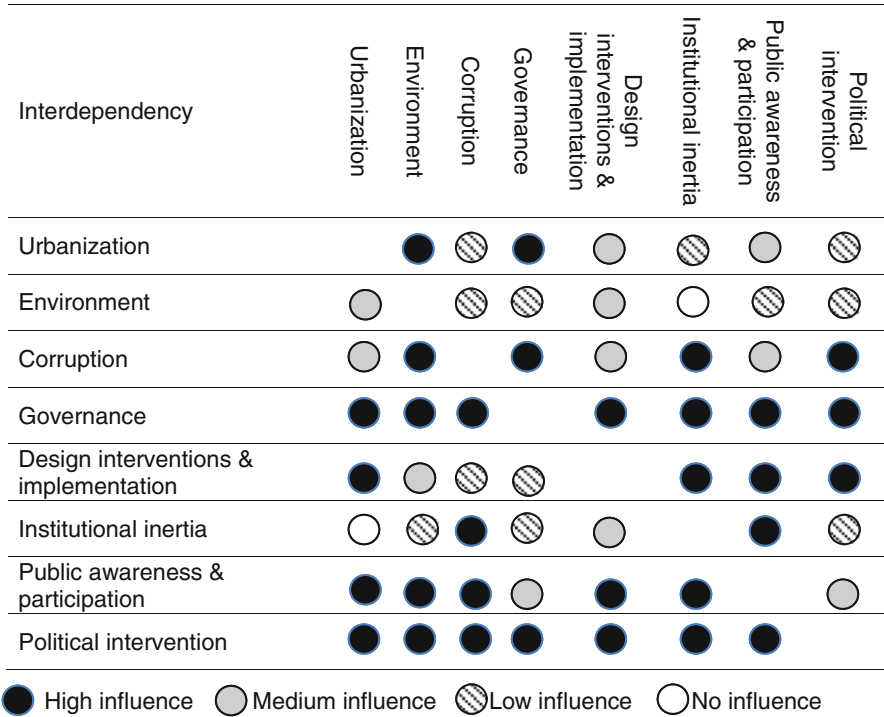 Interdependency
Urbanization
Environment
Corruption
Governance
Design
interventions &
implementation
Institutional inertia
Public awareness
& participation
Political
intervention
Urbanization
Environment
Corruption
Governance
Design interventions &
implementation
Institutional inertia
Public awareness &
participation
Political intervention
High influence Medium influence Low influence No influence